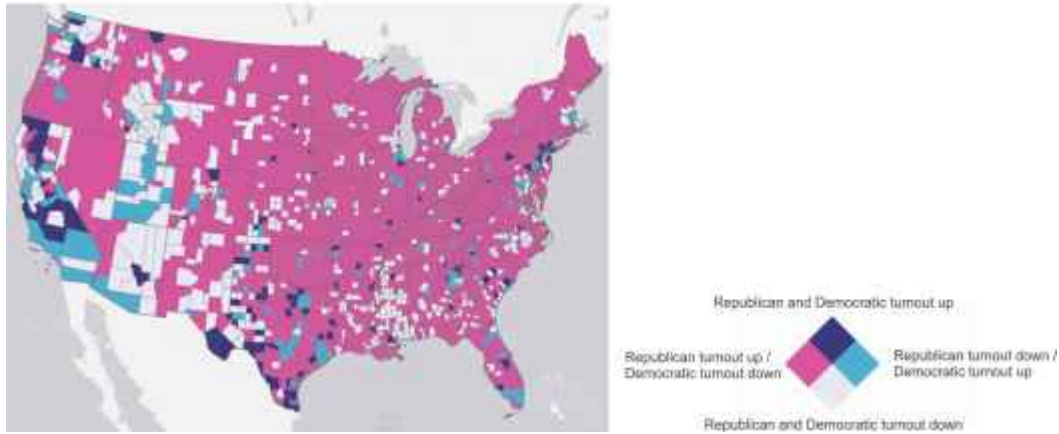 Republican and Democratic turnout up
Republican turnout up /
Democratic turnout down
Republican turnout down /
Democratic turnout up
Republican and Democratic turnout down